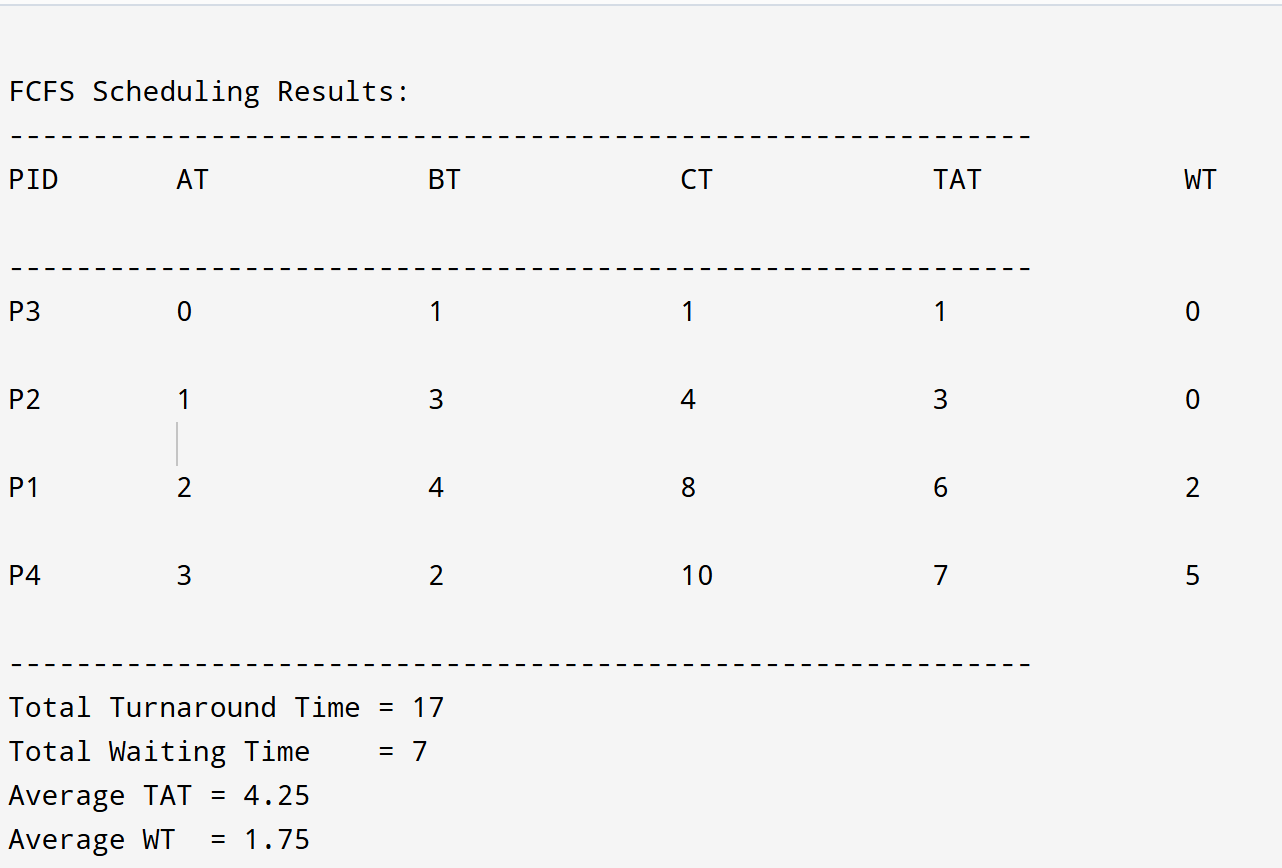 FCFS Scheduling Results:
-------------------------------------------------------------
PID AT BT CT TAT WT
-------------------------------------------------------------
P3 0 1 1 1 0
P2 1 3 4 3 0
P1 2 4 8 6 2
P4 3 2 10 7 5
-------------------------------------------------------------
Total Turnaround Time = 17
Total Waiting Time    = 7
Average TAT = 4.25
Average WT  = 1.75